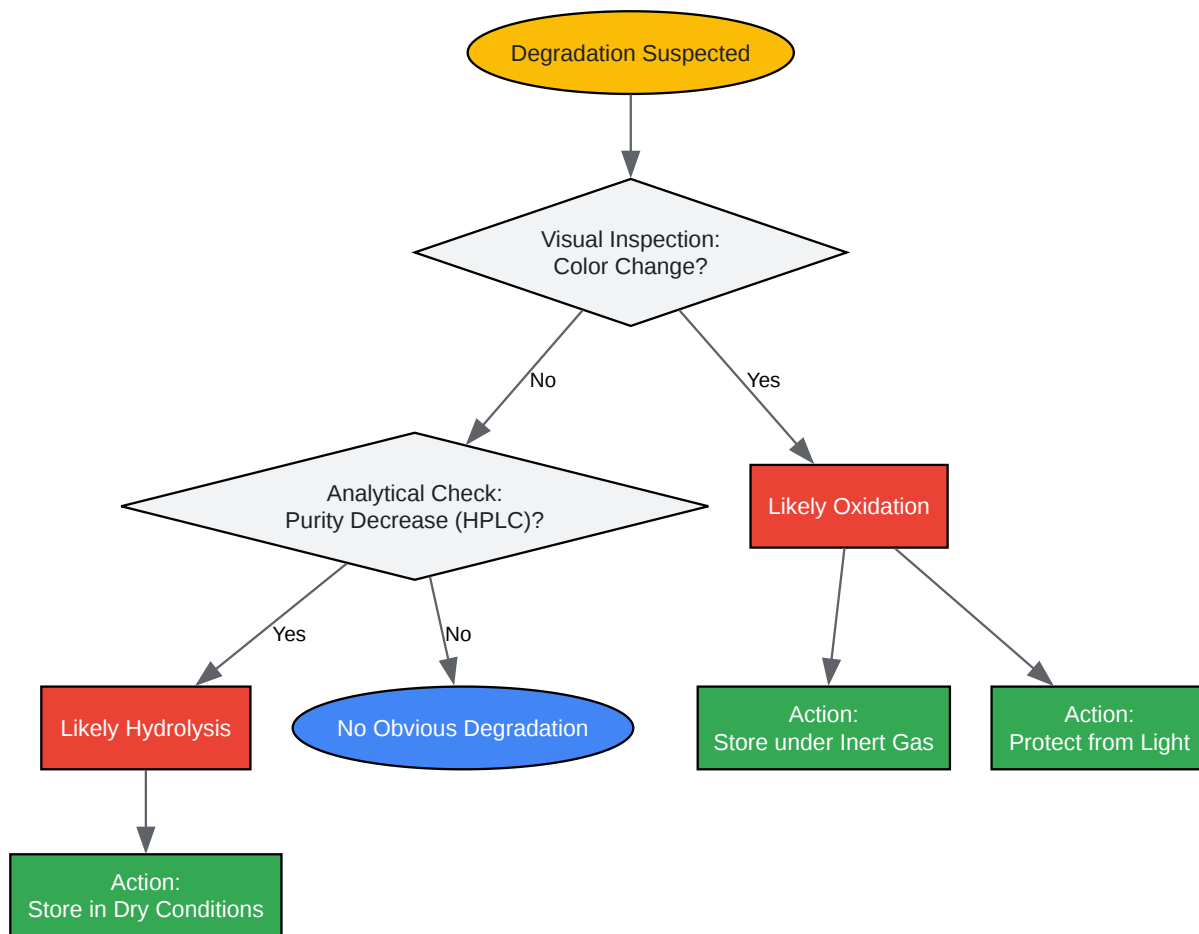 Degradation Suspected
Visual Inspection:
Color Change?
No
Yes
Analytical Check:
Purity Decrease (HPLC)?
Likely Oxidation
Yes
No
Likely Hydrolysis
No Obvious Degradation
Action:
Store under Inert Gas
Action:
Protect from Light
Action:
Store in Dry Conditions